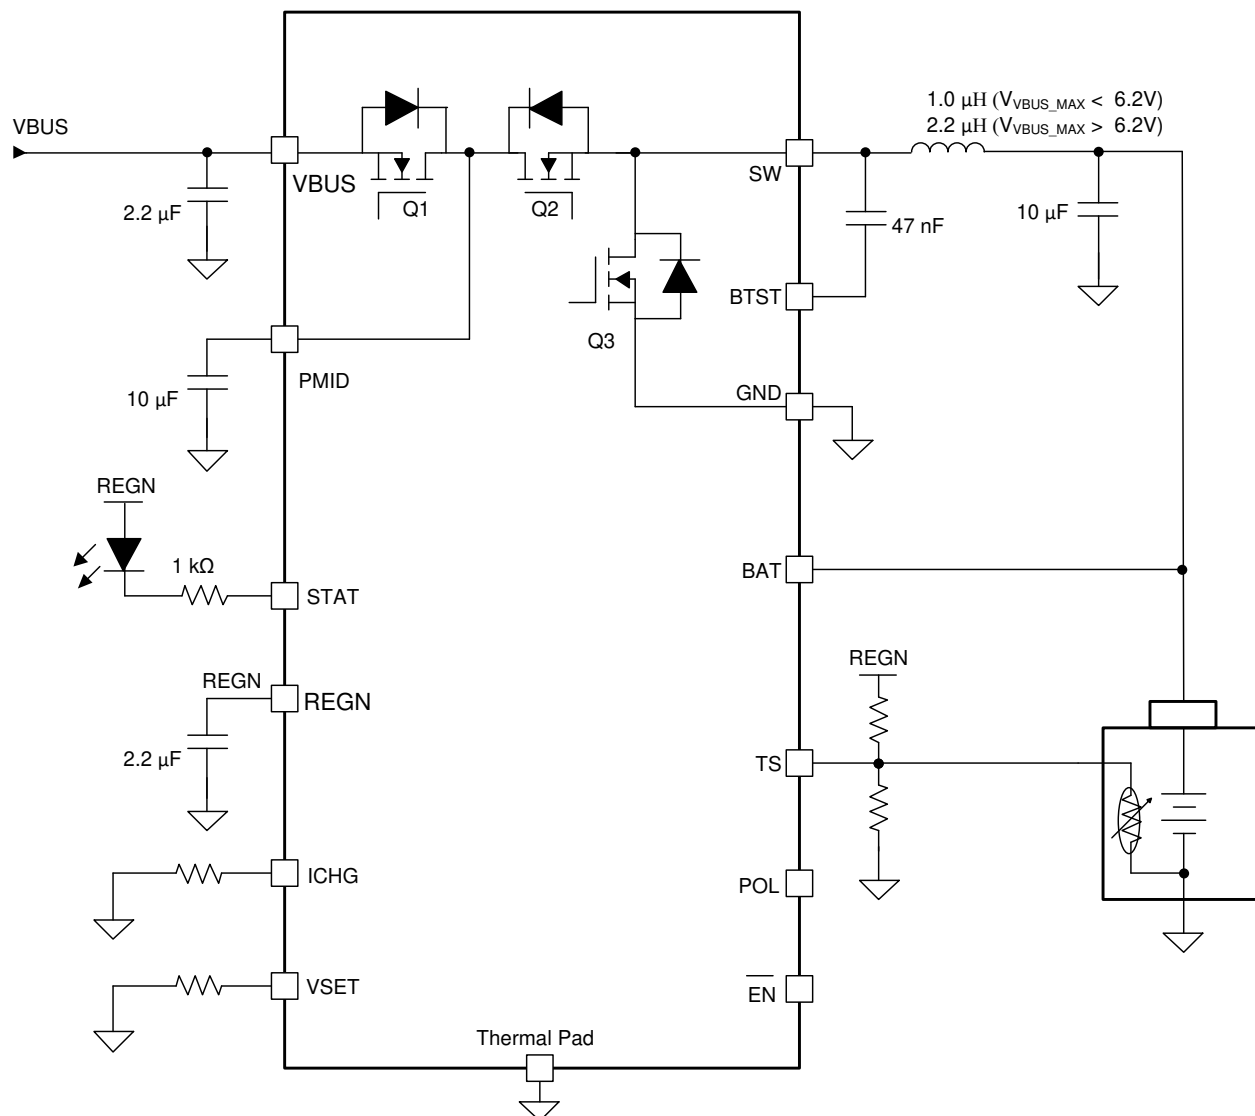 1.0 µH (VVBUS_MAX < 6.2V)
2.2 µH (VVBUS_MAX > 6.2V)
VBUS
VBUS
SW
Q1
Q2
2.2 µF
47 nF
10 µF
BTST
Q3
PMID
GND
10 µF
REGN
1 kΩ
STAT
BAT
REGN
REGN
REGN
2.2 µF
TS
ICHG
POL
VSET
EN
Thermal Pad